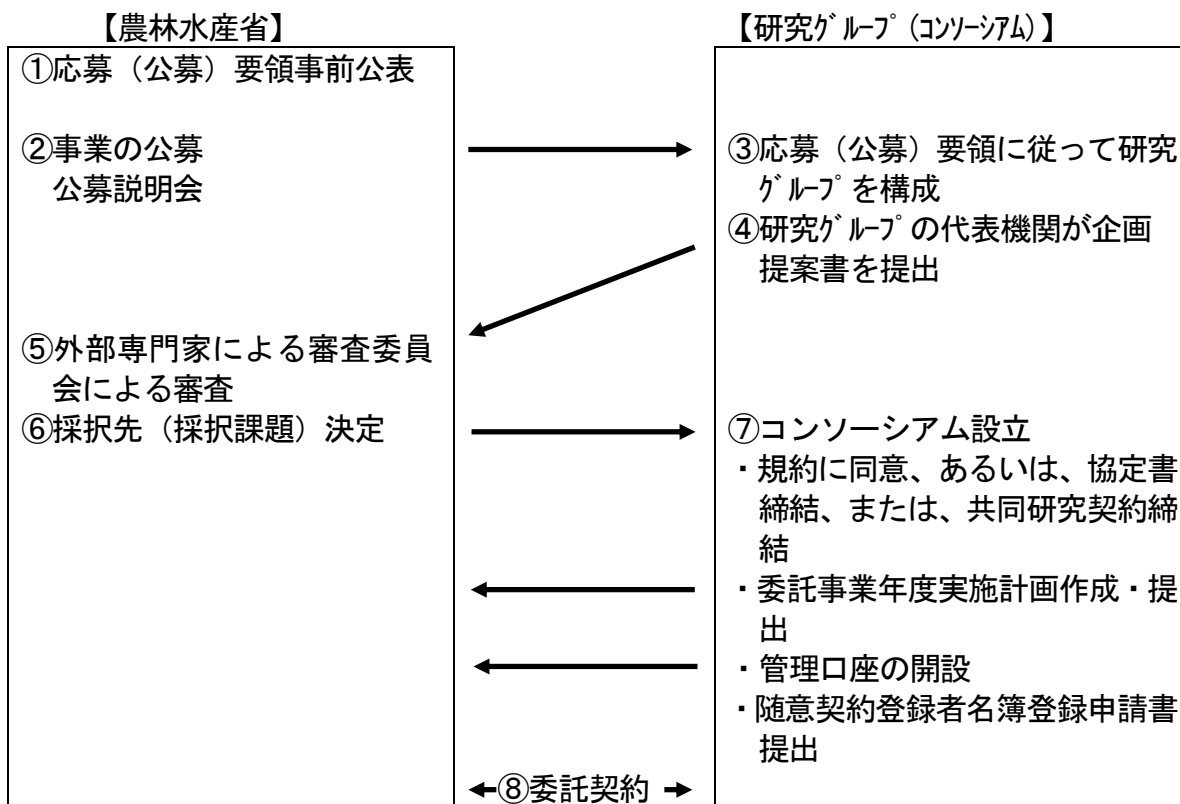 【農林水産省】
【研究ｸﾞﾙｰﾌﾟ（ｺﾝｿｰｼｱﾑ）】
①応募（公募）要領事前公表
②事業の公募
公募説明会
③応募（公募）要領に従って研究
ｸﾞﾙｰﾌﾟを構成
④研究ｸﾞﾙｰﾌﾟの代表機関が企画
提案書を提出
⑤外部専門家による審査委員
会による審査
⑥採択先（採択課題）決定
⑦コンソーシアム設立
・規約に同意、あるいは、協定書
締結、または、共同研究契約締
結
・委託事業年度実施計画作成・提
出
・管理口座の開設
・随意契約登録者名簿登録申請書
提出
⑧委託契約